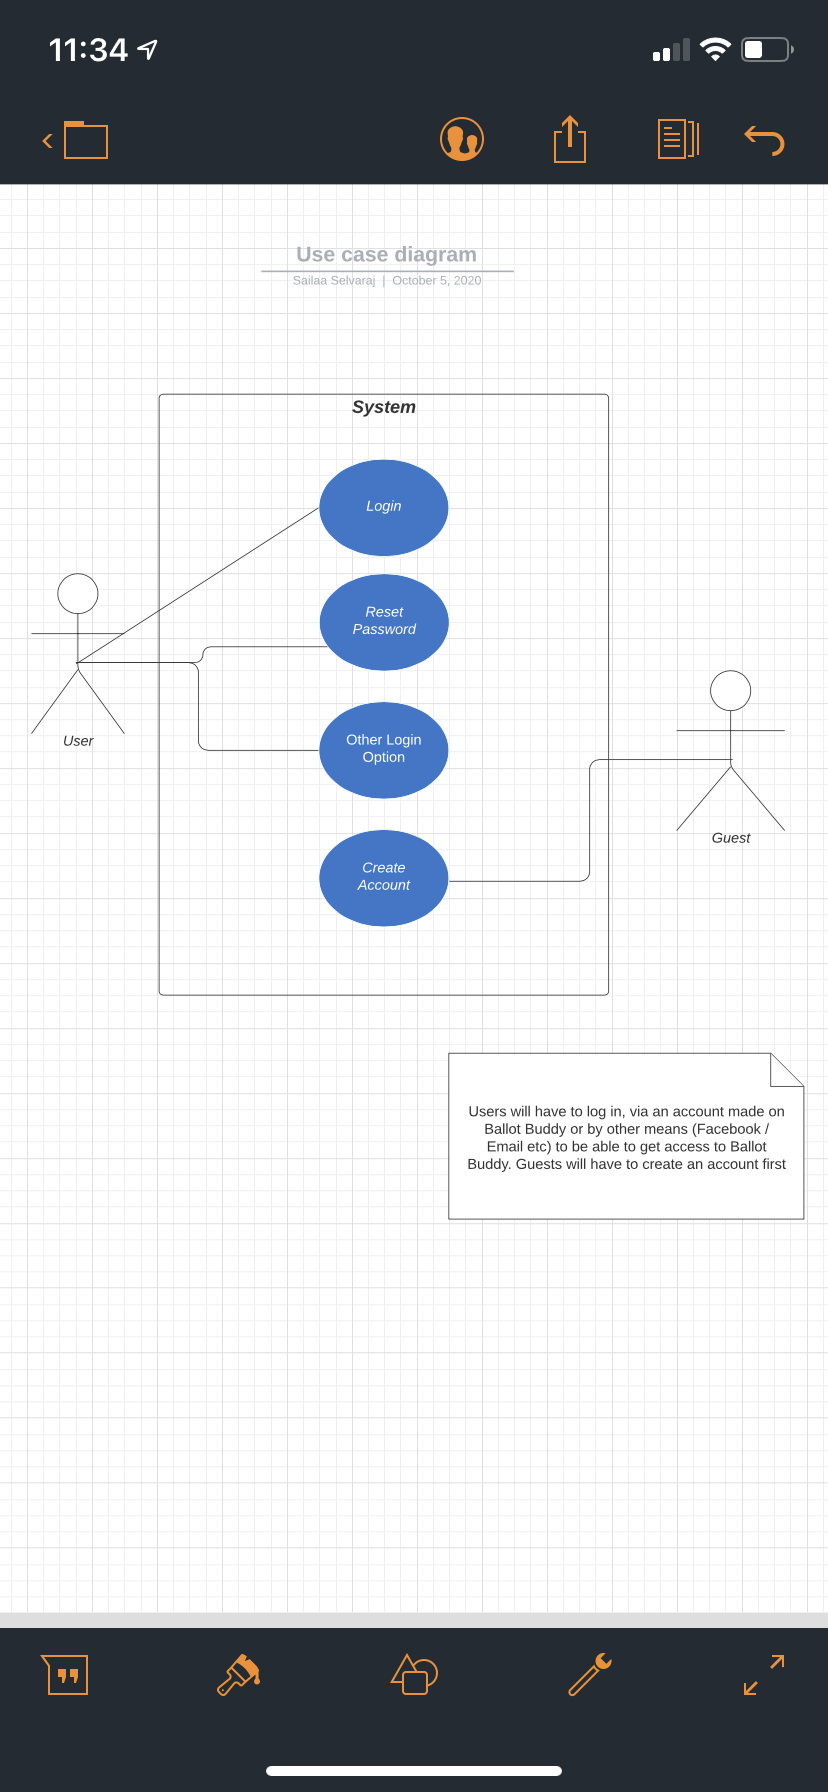 11:34
Use case diagram
Sailaa Selvaraj | October 5, 2020
System
Login
Reset
Password
User
Other Login
Option
Create
Account
Guest
Users will have to log in, via an account made on
Ballot Buddy or by other means (Facebook /
Email etc) to be able to get access to Ballot
Buddy. Guests will have to create an account first